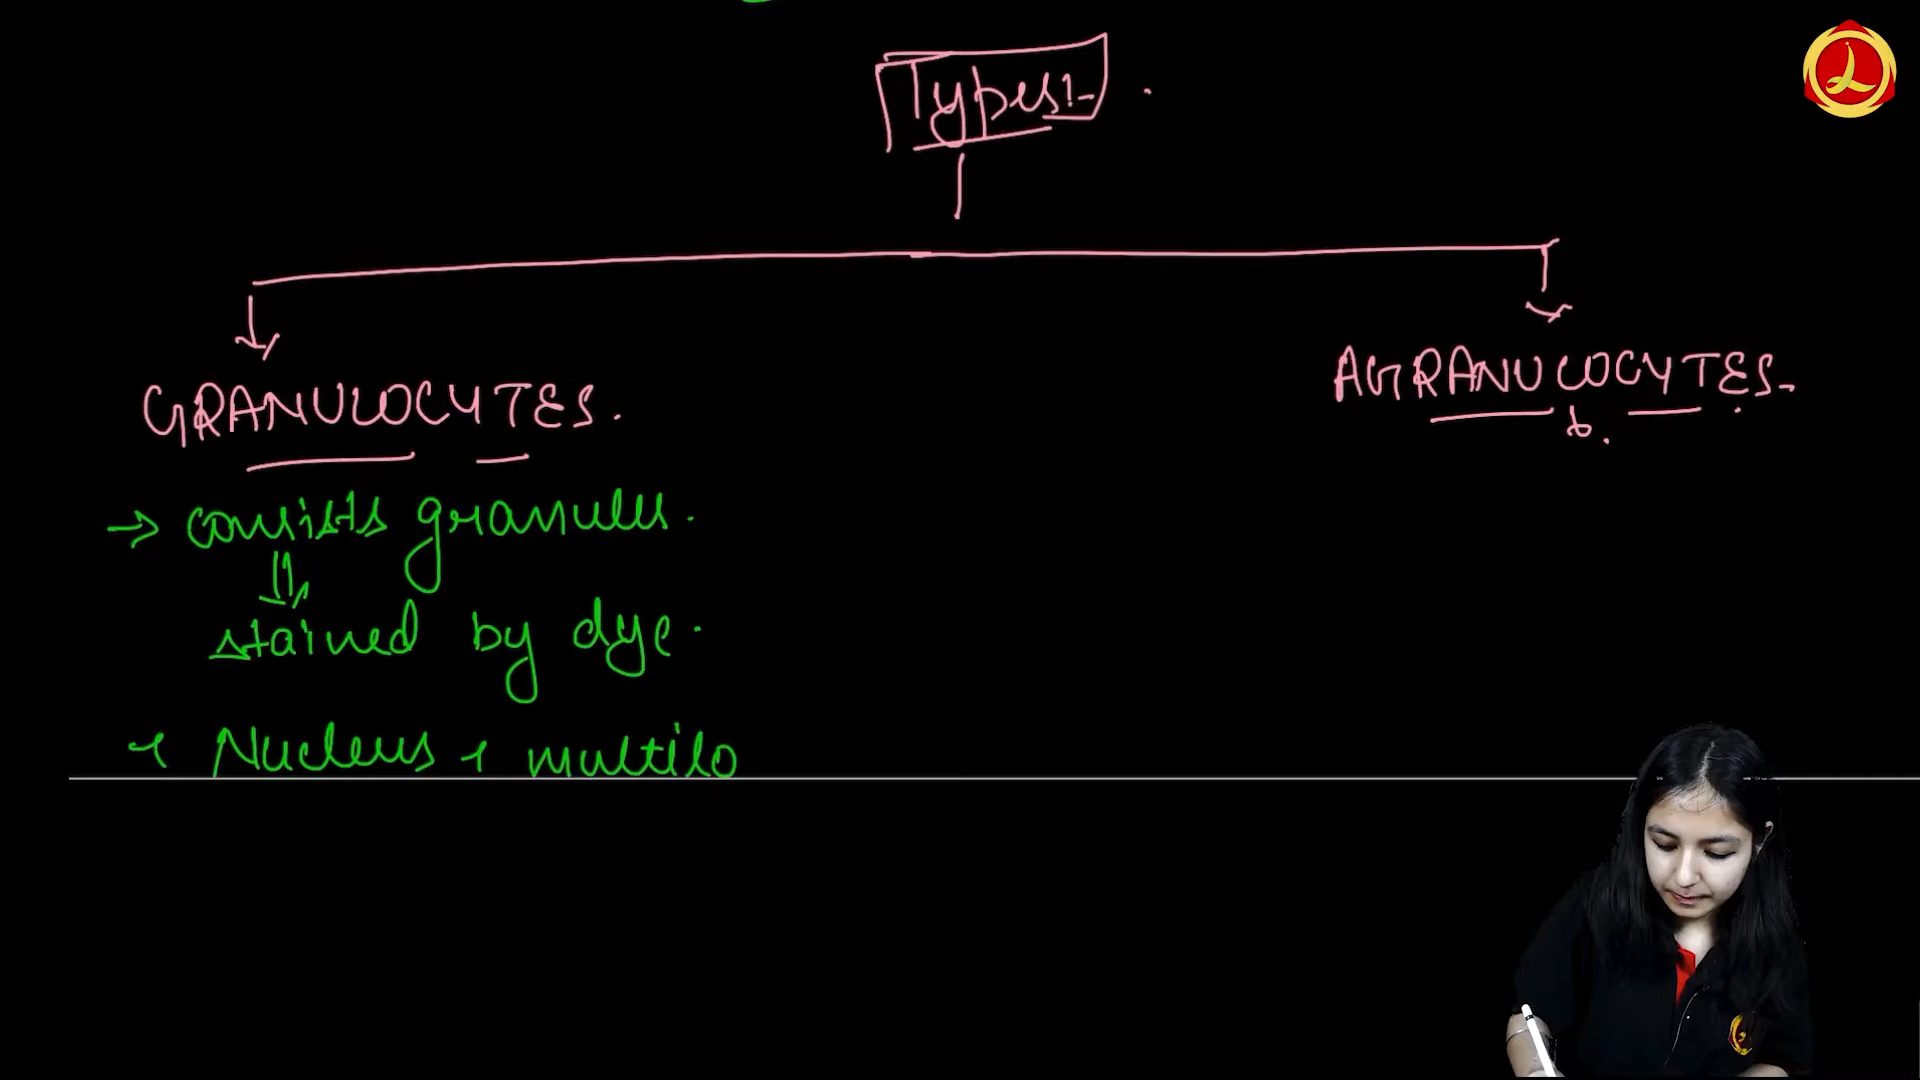 Types:-
GRANULOCYTES.
AGRANULOCYTES-
→ consists granules.
stained by dye.
Nucleus multilo